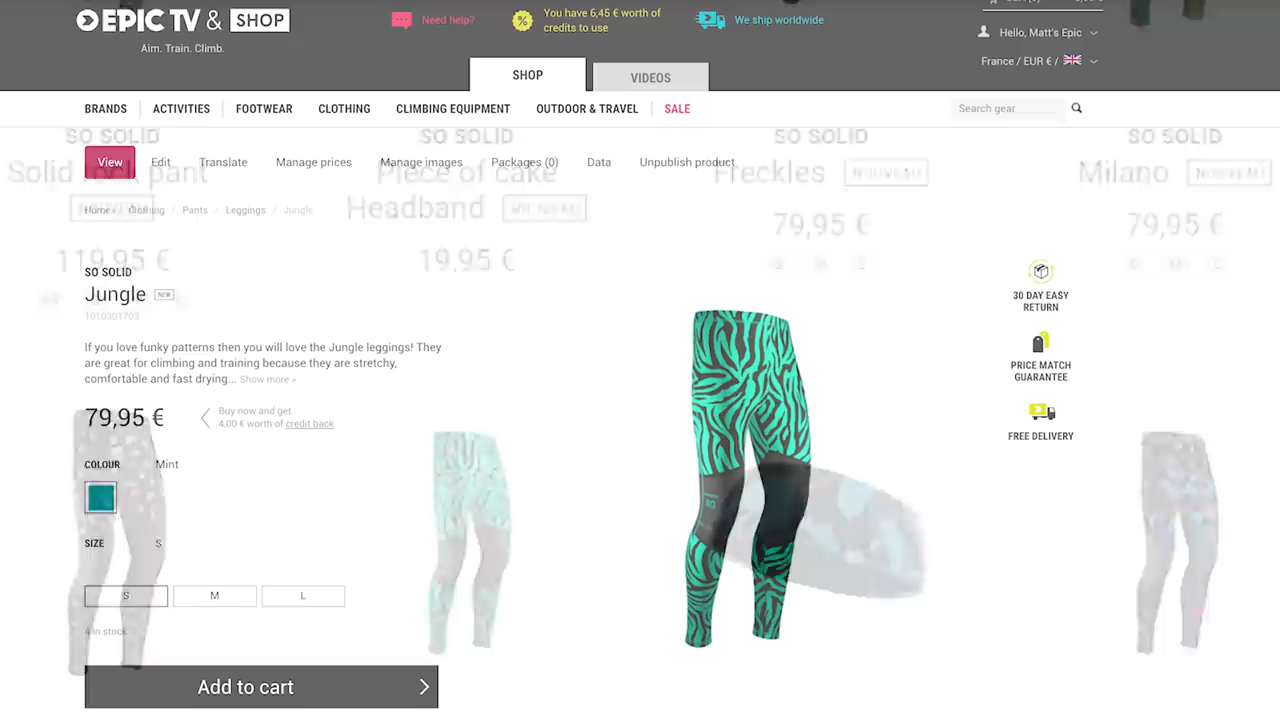 EPIC TV & SHOP
Aim. Train. Climb.
Need help?
You have 6,45 € worth of
credits to use
We ship worldwide
Hello, Matt's Epic
France / EUR € /
SHOP
VIDEOS
BRANDS
ACTIVITIES
FOOTWEAR
CLOTHING
CLIMBING EQUIPMENT
OUTDOOR & TRAVEL
SALE
Search gear
SO SOLID
SO SOLID
SO SOLID
SO SOLID
View
Edit
Translate
Manage prices
Manage images
Packages (0)
Data
Unpublish product
Solid rock pant
Piece of cake
Headband
Freckles
NOUVEAU
Milano
NOUVEAU
Home / Clothing / Pants / Leggings / Jungle
119,95 €
19,95 €
79,95 €
79,95 €
SO SOLID
Jungle NEW
1010301703
If you love funky patterns then you will love the Jungle leggings! They
are great for climbing and training because they are stretchy,
comfortable and fast drying... Show more »
79,95 €
Buy now and get
4,00 € worth of credit back
COLOUR Mint
SIZE S
S
M
L
4 in stock
Add to cart
30 DAY EASY
RETURN
PRICE MATCH
GUARANTEE
FREE DELIVERY